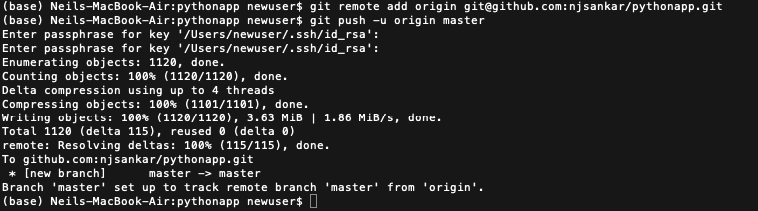 (base) Neils-MacBook-Air:pythonapp newuser$ git remote add origin git@github.com:njsankar/pythonapp.git
(base) Neils-MacBook-Air:pythonapp newuser$ git push -u origin master
Enter passphrase for key '/Users/newuser/.ssh/id_rsa':
Enter passphrase for key '/Users/newuser/.ssh/id_rsa':
Enumerating objects: 1120, done.
Counting objects: 100% (1120/1120), done.
Delta compression using up to 4 threads
Compressing objects: 100% (1101/1101), done.
Writing objects: 100% (1120/1120), 3.63 MiB | 1.86 MiB/s, done.
Total 1120 (delta 115), reused 0 (delta 0)
remote: Resolving deltas: 100% (115/115), done.
To github.com:njsankar/pythonapp.git
 * [new branch]      master -> master
Branch 'master' set up to track remote branch 'master' from 'origin'.
(base) Neils-MacBook-Air:pythonapp newuser$